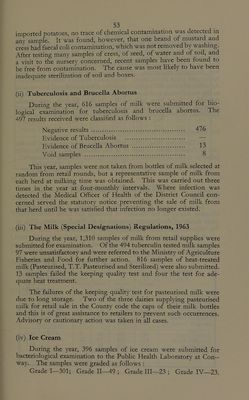 53
imported potatoes, no trace of chemical contamination was detected in
any sample. It was found, however, that one brand of mustard and
cress had faecal coli contamination, which was not removed by washing.
After testing many samples of cress, of seed, of water and of soil, and
a visit to the nursery concerned, recent samples have been found to
be free from contamination. The cause was most likely to have been
inadequate sterilization of soil and boxes.
(ii) Tuberculosis and Brucella Abortus
During the year, 616 samples of milk were submitted for bio-
logical examination for tuberculosis and brucella abortus. The
497 results received were classified as follows :
Negative results ........................................ 476
Evidence of Tuberculosis ........................... —
Evidence of Brucella Abortus ..................... 13
Void samples ............................................. 8
This year, samples were not taken from bottles of milk selected at
random from retail rounds, but a representative sample of milk from
each herd at milking time was obtained. This was carried out three
times in the year at four-monthly intervals. Where infection was
detected the Medical Officer of Health of the District Council con-
cerned served the statutory notice preventing the sale of milk from
that herd until he was satisfied that infection no longer existed.
(iii) The Milk (Special Designations) Regulations, 1963
During the year, 1,310 samples of milk from retail supplies were
submitted for examination. Of the 494 tuberculin tested milk samples
97 were unsatisfactory and were referred to the Ministry of Agriculture
Fisheries and Food for further action. 816 samples of heat-treated
milk (Pasteurised, T.T. Pasteurised and Sterilized) were also submitted.
13 samples failed the keeping quality test and four the test for ade-
quate heat treatment.
The failures of the keeping quality test for pasteurised milk were
due to long storage. Two of the three dairies supplying pasteurised
milk for retail sale in the County code the caps of their milk bottles
and this is of great assistance to retailers to prevent such occurrences.
Advisory or cautionary action was taken in all cases.
(iv) Ice Cream
During the year, 396 samples of ice cream were submitted for
bacteriological examination to the Public Health Laboratory at Con-
way. The samples were graded as follows :
Grade I—301; Grade II—49 ; Grade III—23 ; Grade IV—23.